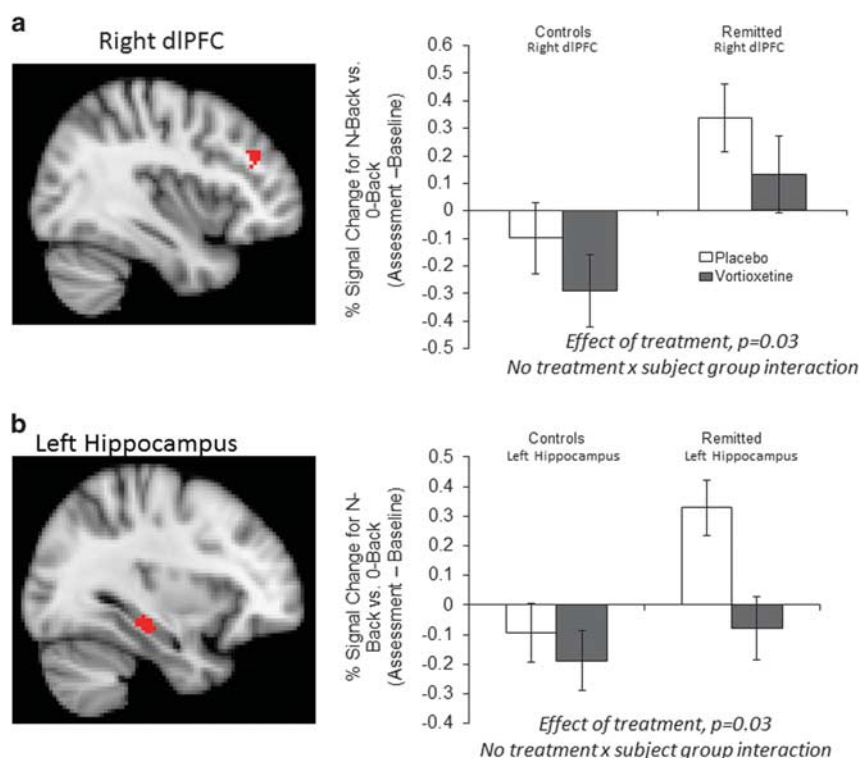 a
Right dlPFC
% Signal Change for N-Back vs.
0-Back
(Assessment –Baseline)
Controls
Right dlPFC
Remitted
Right dlPFC
0.6
0.5
0.4
0.3
0.2
0.1
0
-0.1
-0.2
-0.3
-0.4
-0.5
Placebo
Vortioxetine
Effect of treatment, p=0.03
No treatment x subject group interaction
b
Left Hippocampus
% Signal Change for N-
Back vs. 0-Back
(Assessment – Baseline)
Controls
Left Hippocampus
Remitted
Left Hippocampus
0.5
0.4
0.3
0.2
0.1
0
-0.1
-0.2
-0.3
-0.4
Effect of treatment, p=0.03
No treatment x subject group interaction